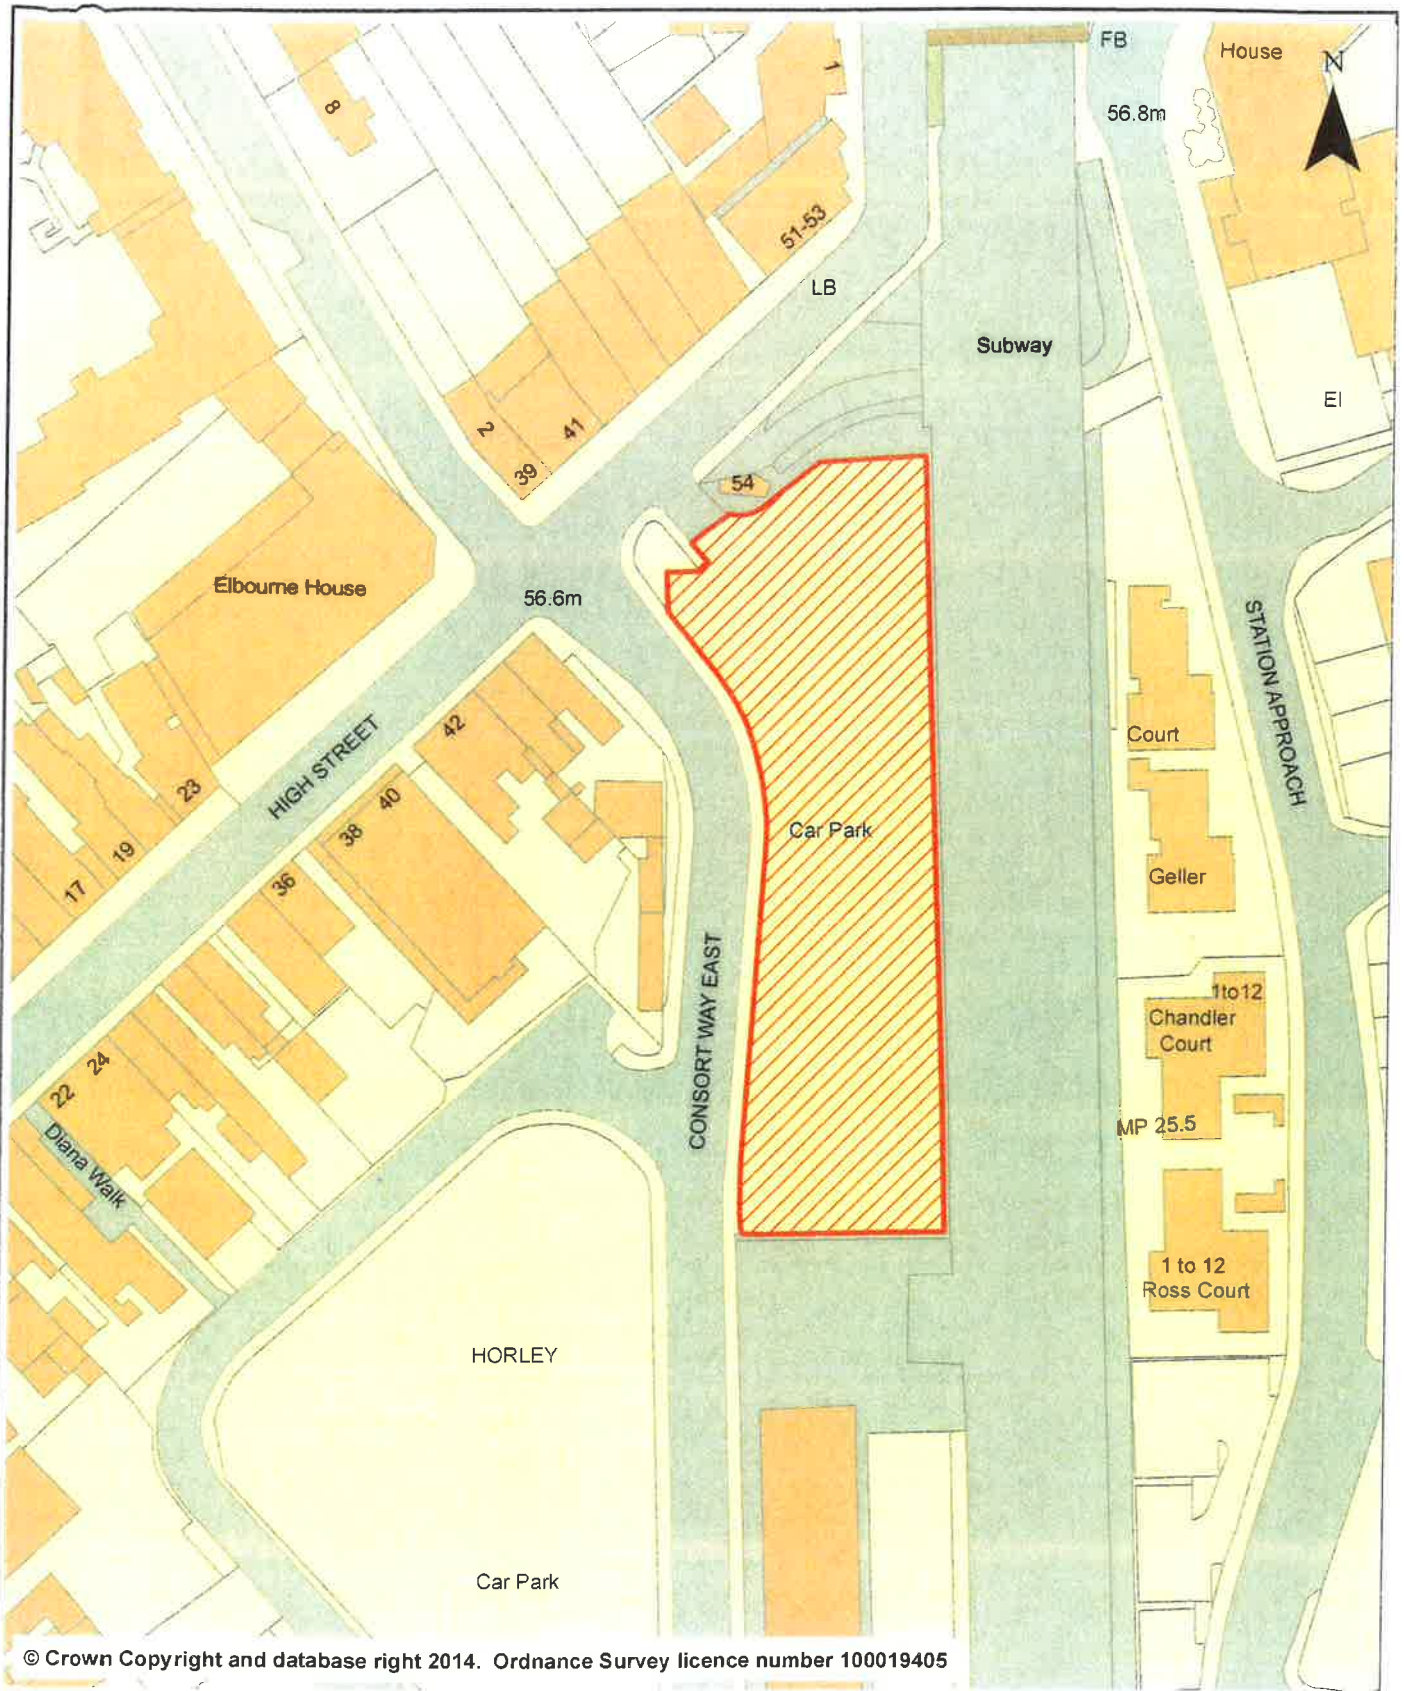 FB
House
N
8
1
56.8m
51-53
LB
Subway
El
2
41
39
54
Elbourne House
56.6m
STATION APPROACH
42
Court
HIGH STREET
23
40
38
Car Park
19
36
17
Geller
CONSORT WAY EAST
1to12
Chandler
Court
24
22
MP 25.5
Diana Walk
1 to 12
Ross Court
HORLEY
Car Park
© Crown Copyright and database right 2014. Ordnance Survey licence number 100019405